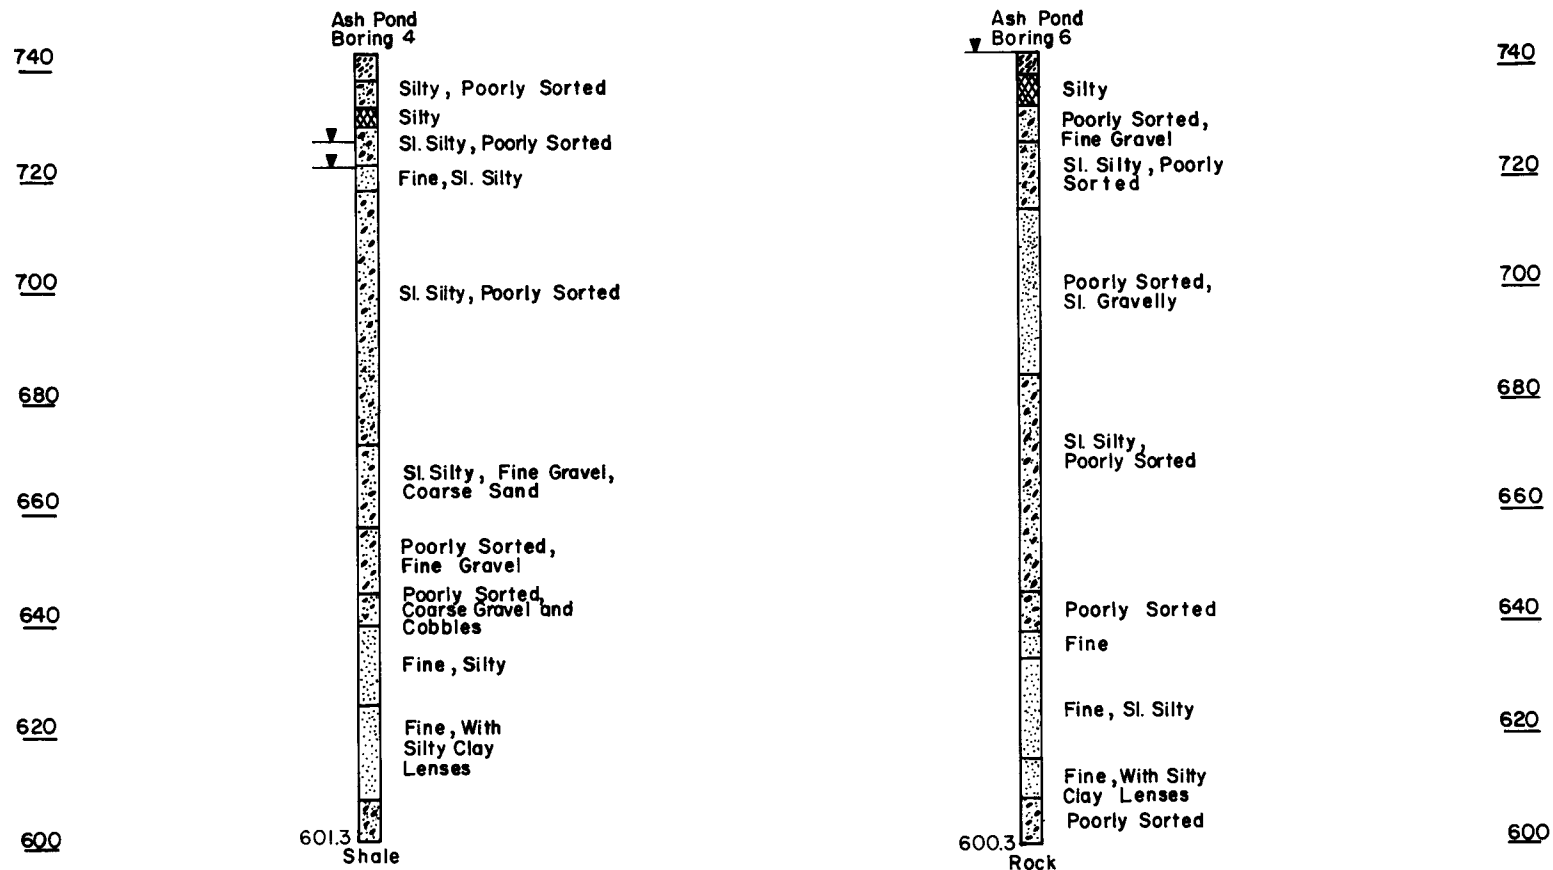 Ash Pond
Boring 4
Ash Pond
Boring 6
740
720
700
680
660
640
620
600
Silty, Poorly Sorted
Silty
Sl. Silty, Poorly Sorted
Fine, Sl. Silty
Sl. Silty, Poorly Sorted
Sl. Silty, Fine Gravel,
Coarse Sand
Poorly Sorted,
Fine Gravel
Poorly Sorted,
Coarse Gravel and
Cobbles
Fine, Silty
Fine, With
Silty Clay
Lenses
601.3
Shale
Silty
Poorly Sorted,
Fine Gravel
Sl. Silty, Poorly
Sorted
Poorly Sorted,
Sl. Gravelly
Sl. Silty,
Poorly Sorted
Poorly Sorted
Fine
Fine, Sl. Silty
Fine, With Silty
Clay Lenses
Poorly Sorted
600.3
Rock
740
720
700
680
660
640
620
600